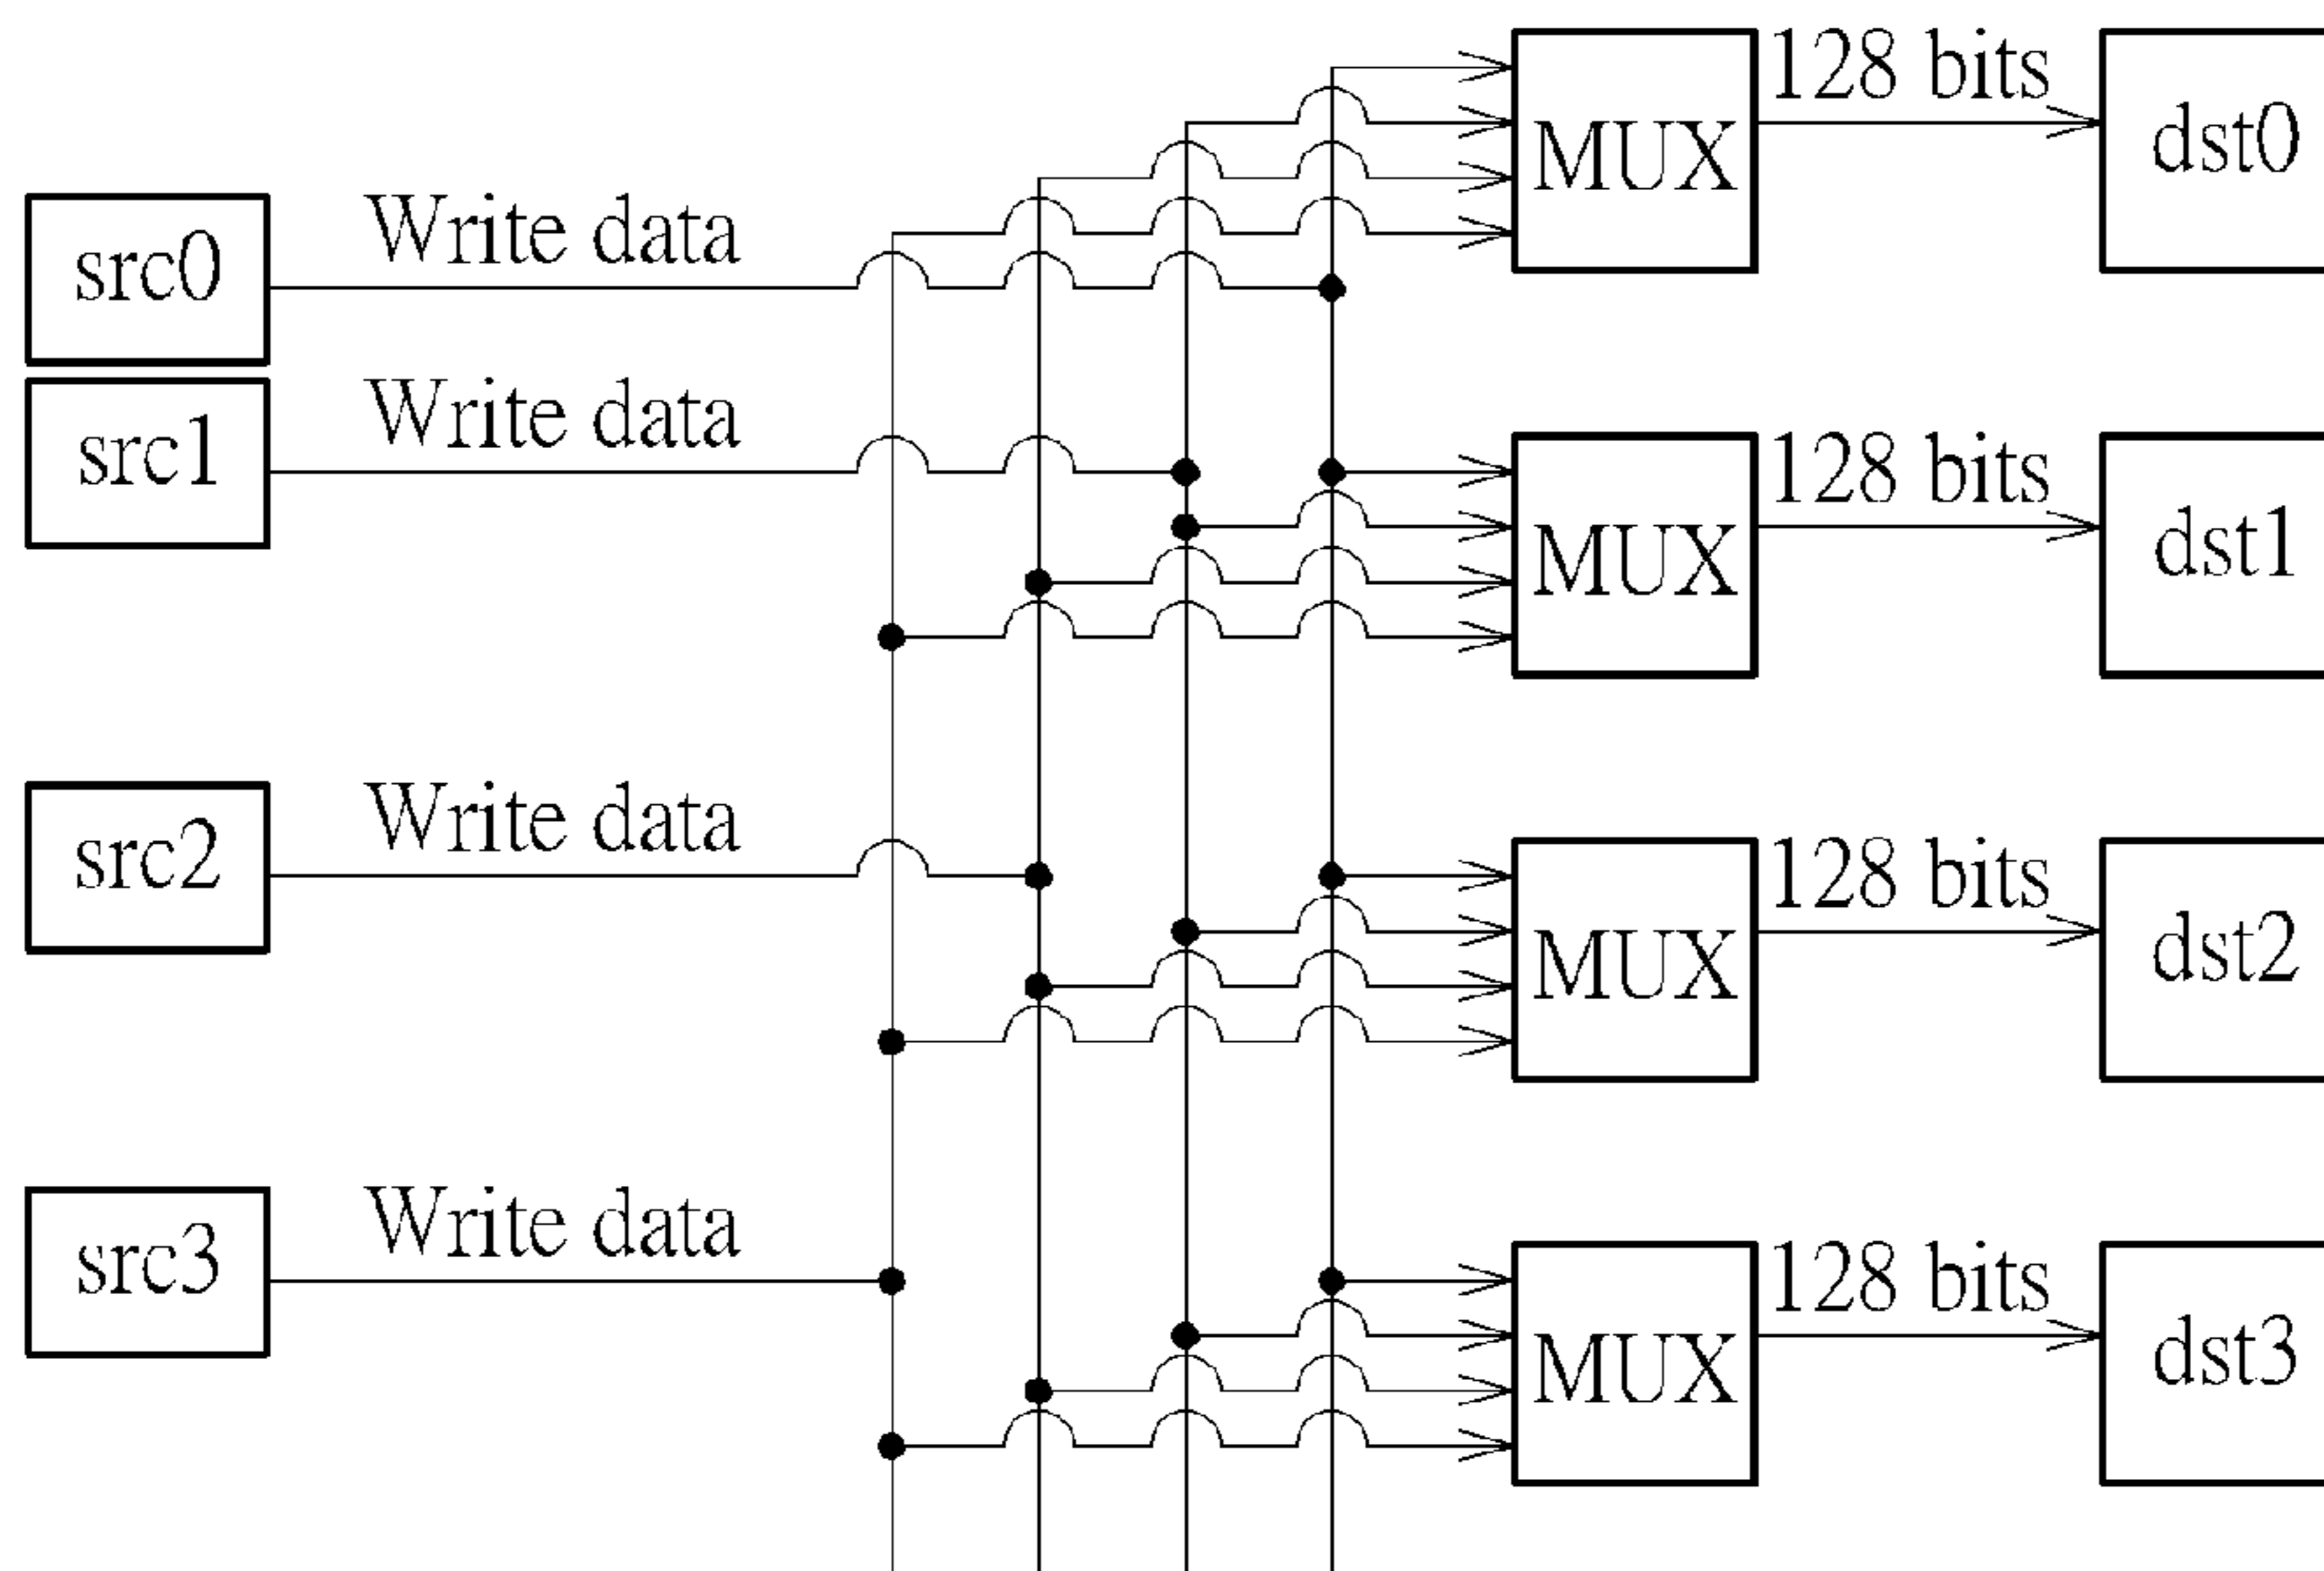 128 bits
MUX
dst0
src0
Write data
src1
Write data
128 bits
MUX
dst1
src2
Write data
128 bits
MUX
dst2
src3
Write data
128 bits
MUX
dst3